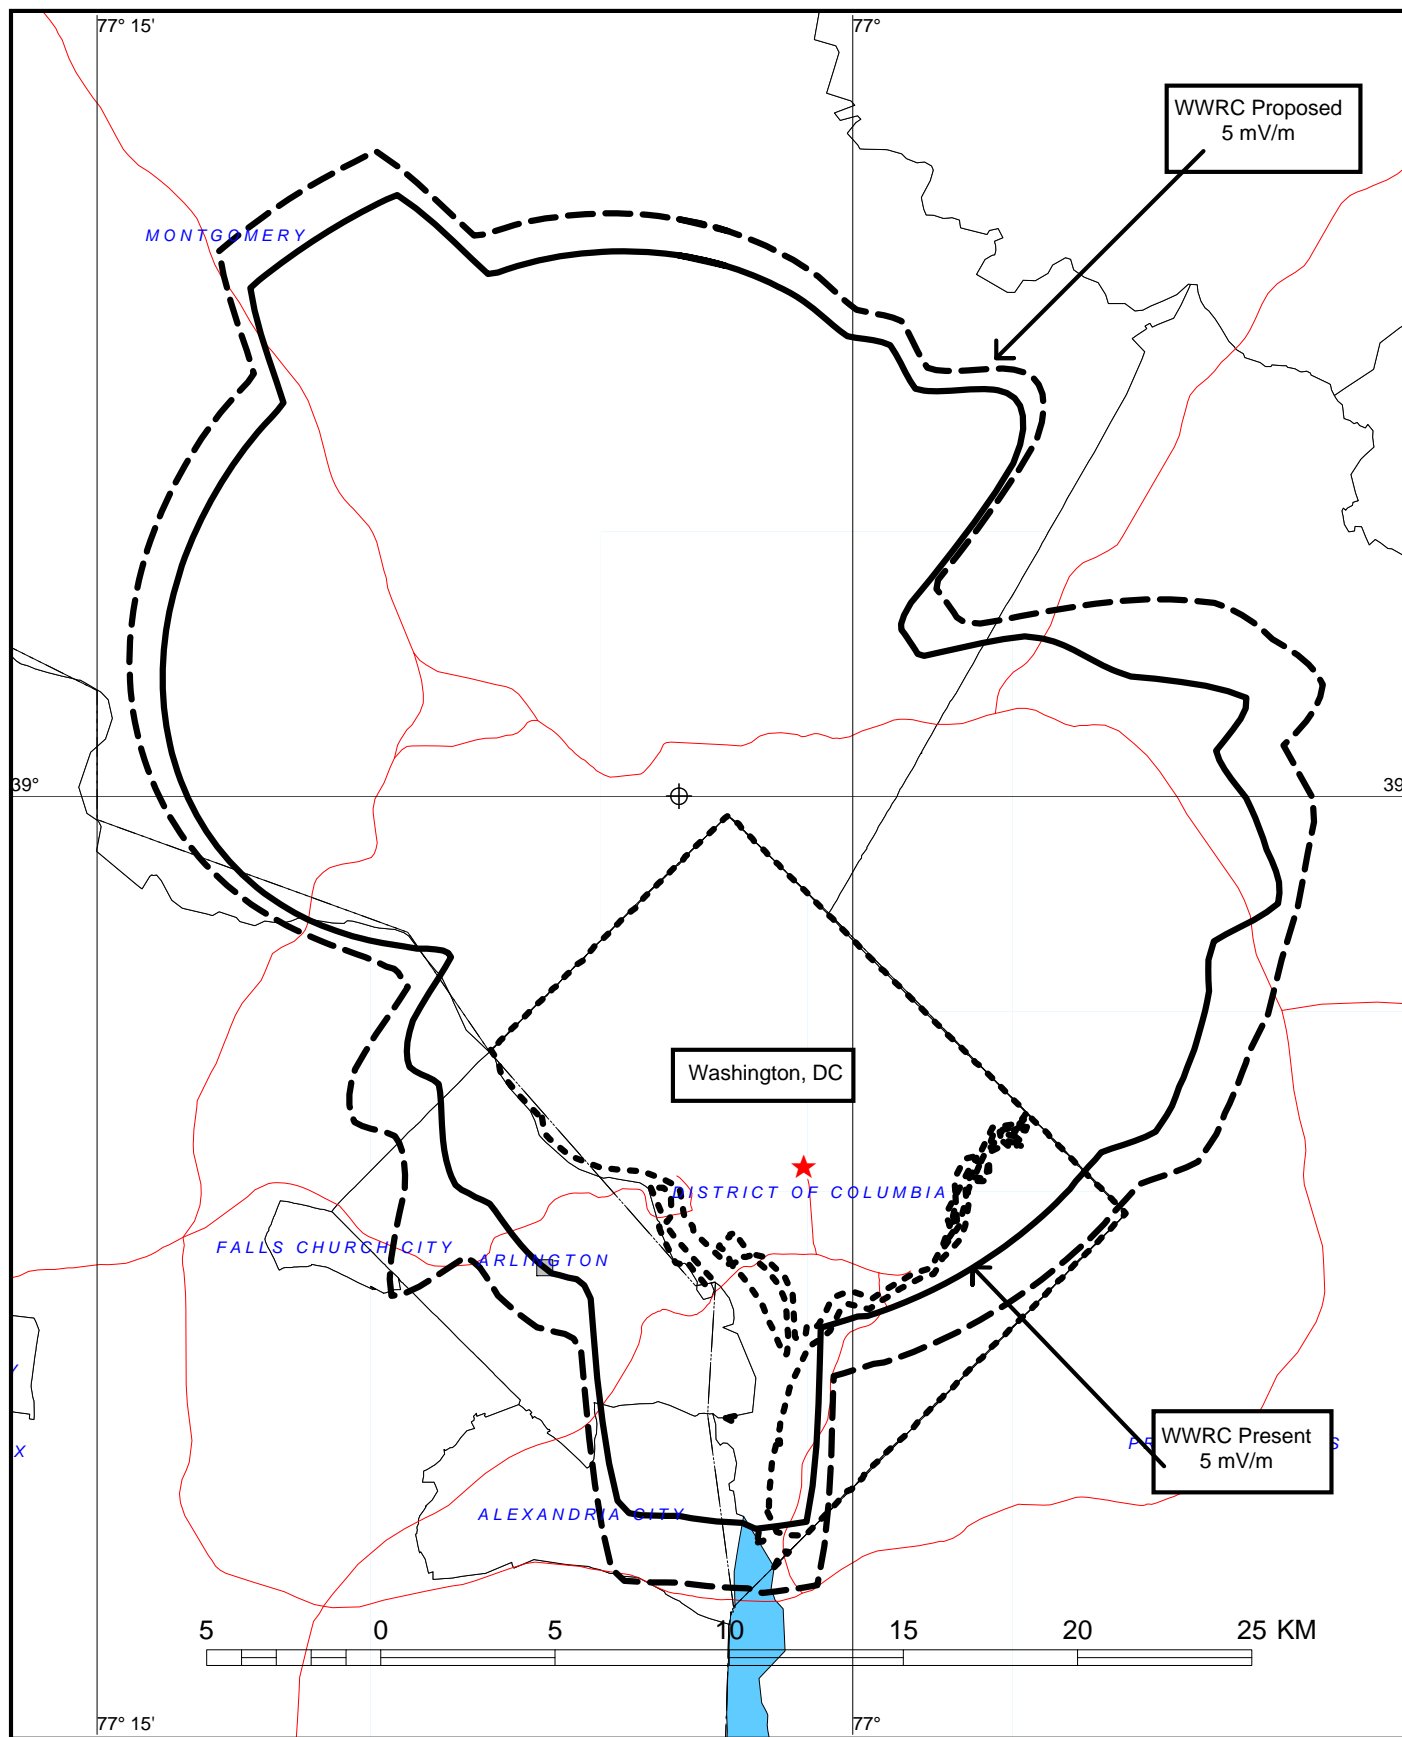 77° 15'
77°
WWRC Proposed
5 mV/m
MONTGOMERY
39°
39
Washington, DC
DISTRICT OF COLUMBIA
FALLS CHURCH CITY
ARLINGTON
WWRC Present
5 mV/m
X
ALEXANDRIA CITY
5 0 5 10 15 20 25 KM
77° 15'
77°